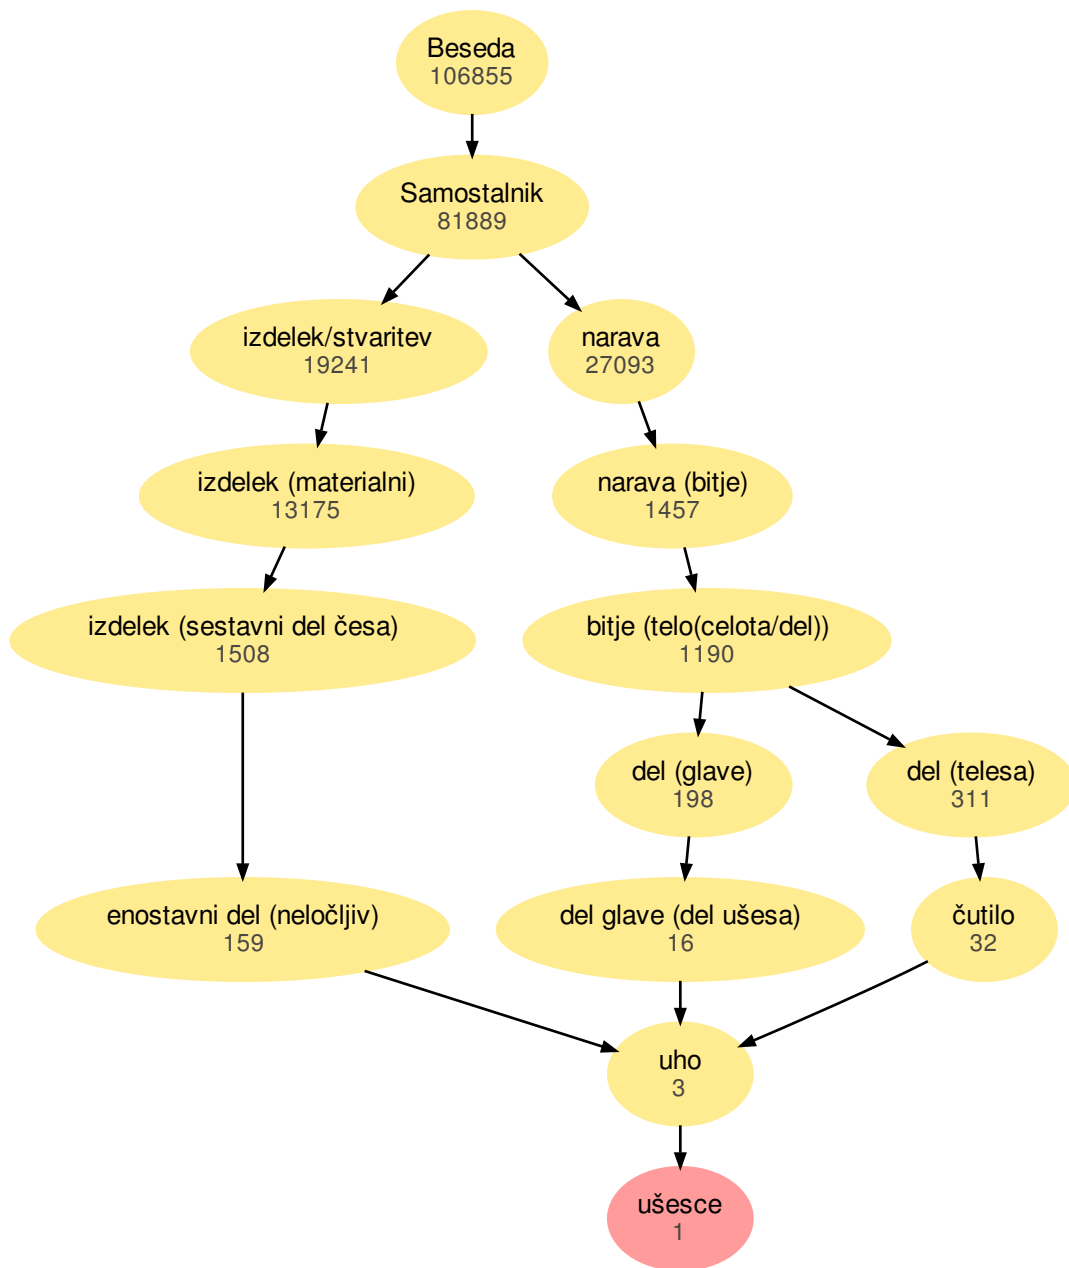 Beseda
106855
Samostalnik
81889
izdelek/stvaritev
19241
narava
27093
izdelek (materialni)
13175
narava (bitje)
1457
izdelek (sestavni del česa)
1508
bitje (telo(celota/del))
1190
del (glave)
198
del (telesa)
311
enostavni del (neločljiv)
159
del glave (del ušesa)
16
čutilo
32
uho
3
ušesce
1